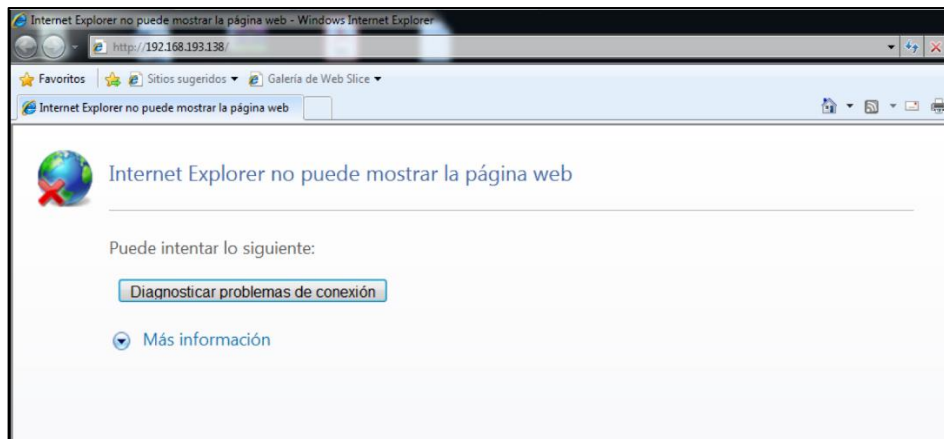 Internet Explorer no puede mostrar la página web - Windows Internet Explorer
http://192.168.193.138/
Favoritos Sitios sugeridos Galería de Web Slice
Internet Explorer no puede mostrar la página web
Internet Explorer no puede mostrar la página web
Puede intentar lo siguiente:
Diagnosticar problemas de conexión
Más información